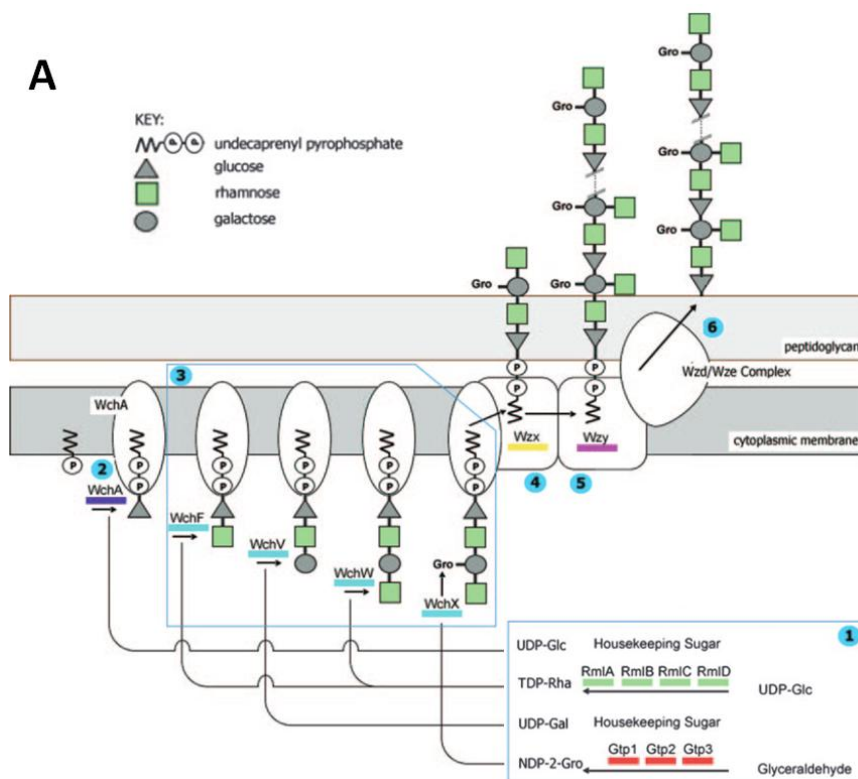 A
KEY:
P P undecaprenyl pyrophosphate
glucose
rhamnose
galactose
Gro
Gro
Gro
Gro
Gro
Gro
Gro
P
P
P
P
peptidoglycan
6
Wzd/Wze Complex
cytoplasmic membrane
3
WchA
Wzx
Wzy
4
5
P
2
P
P
P
P
P
P
P
P
P
P
WchA
WchF
WchV
WchW
Gro
WchX
1
UDP-Glc Housekeeping Sugar
RmlA RmlB RmlC RmlD
TDP-Rha UDP-Glc
UDP-Gal Housekeeping Sugar
Gtp1 Gtp2 Gtp3
NDP-2-Gro Glyceraldehyde